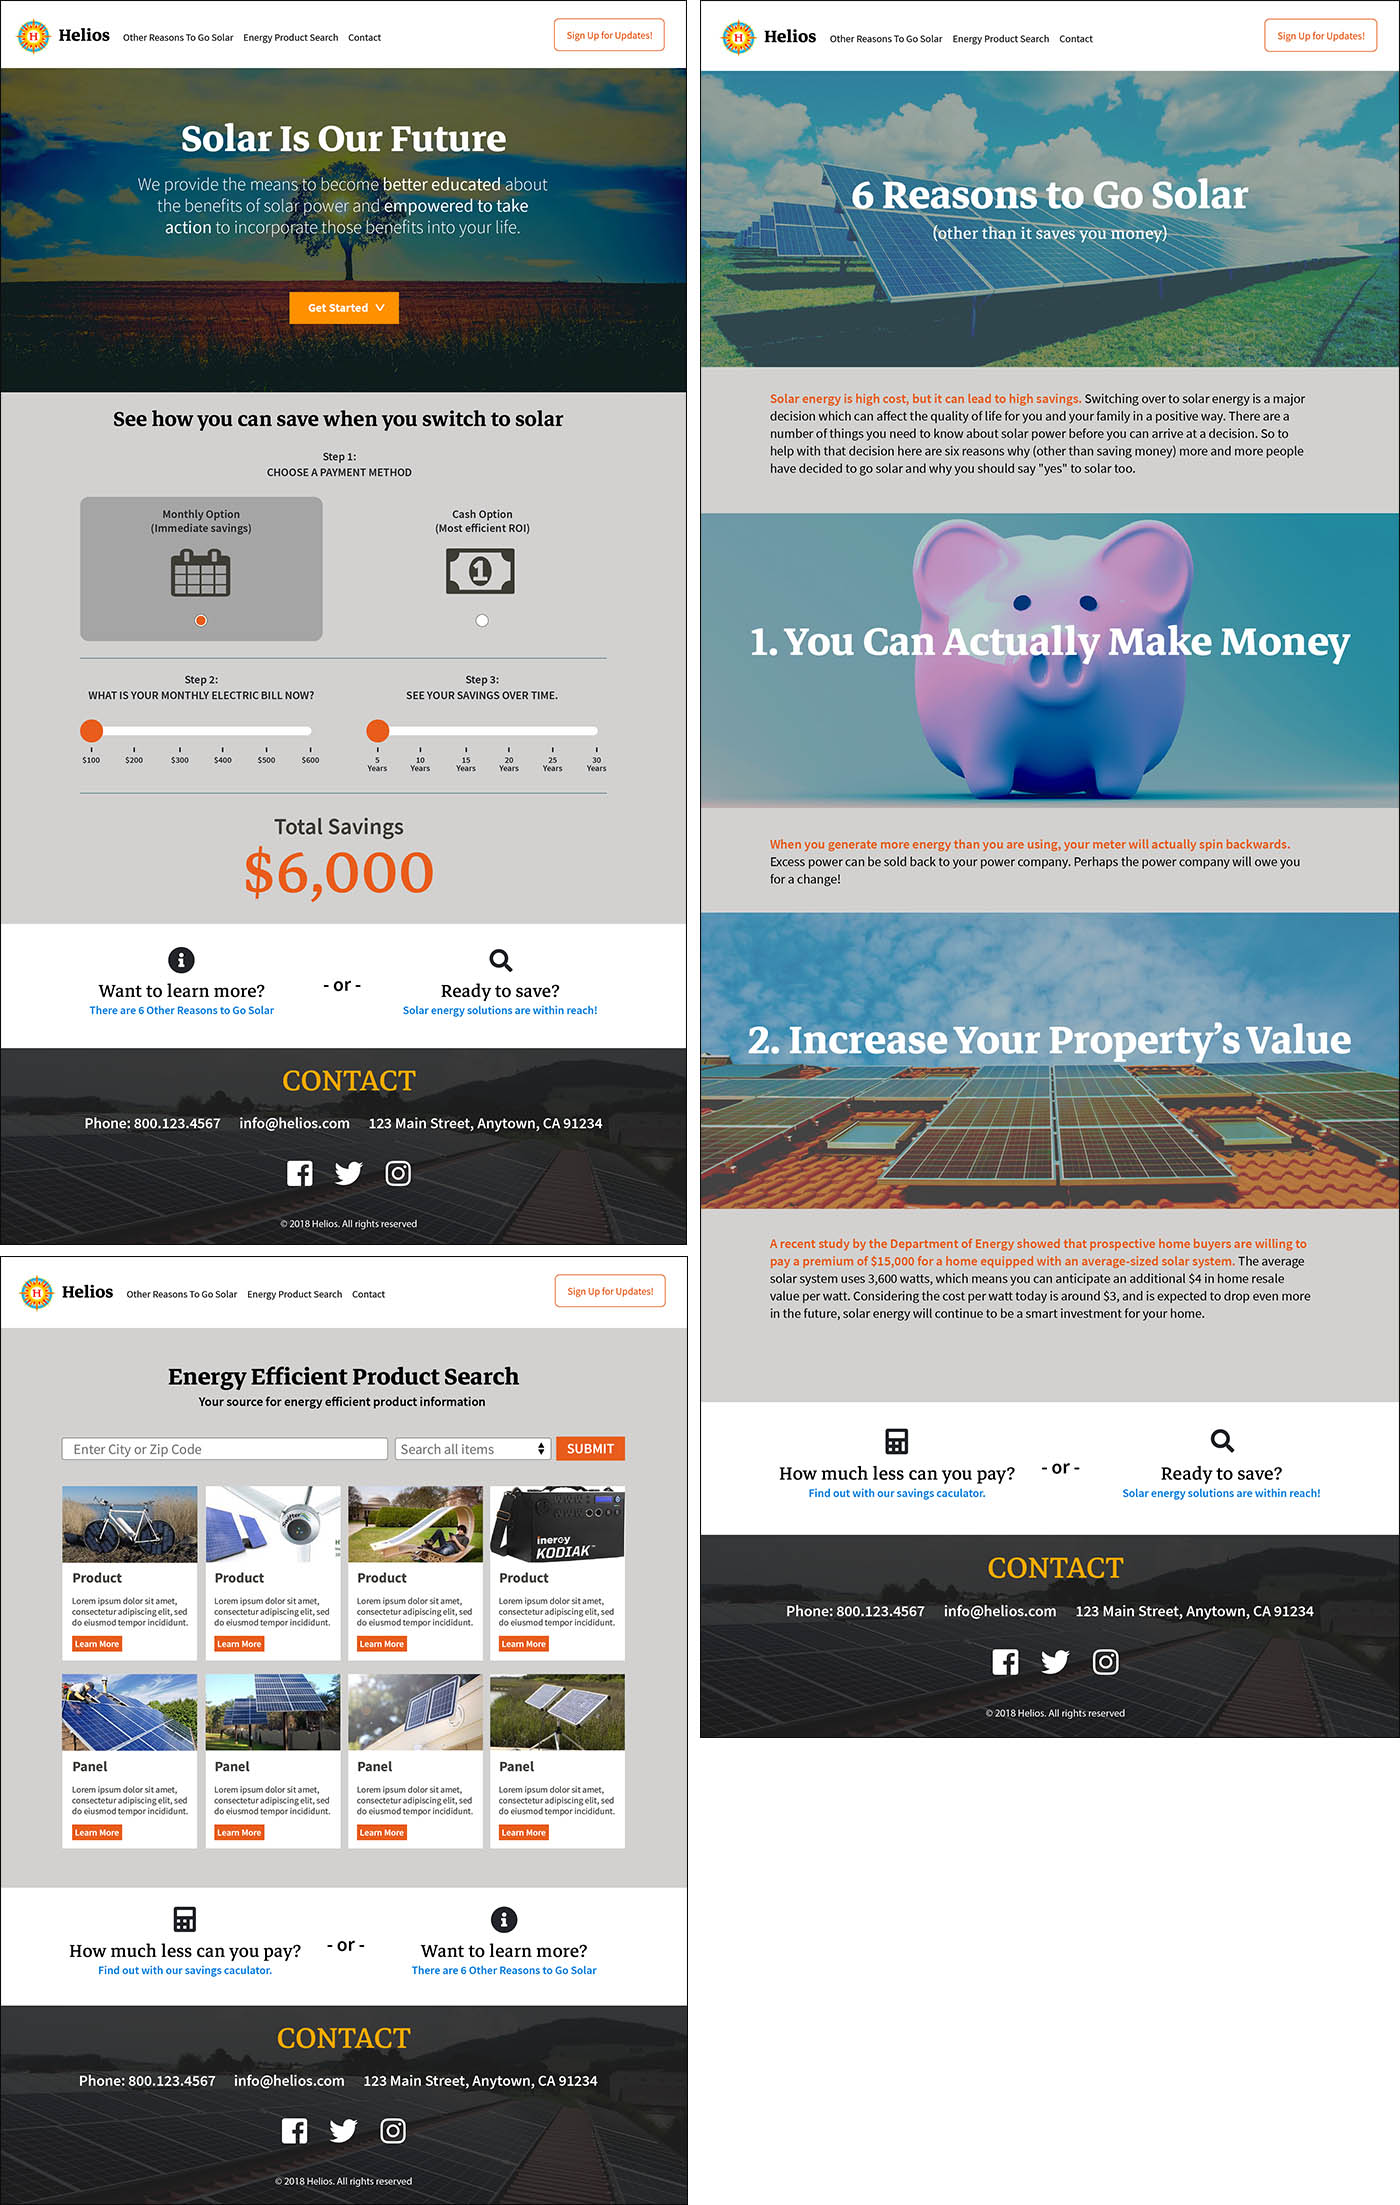 H Helios Other Reasons To Go Solar Energy Product Search Contact Sign Up for Updates!
Solar Is Our Future
We provide the means to become better educated about
the benefits of solar power and empowered to take
action to incorporate those benefits into your life.
Get Started
See how you can save when you switch to solar
Step 1:
CHOOSE A PAYMENT METHOD
Monthly Option
(Immediate savings)
Cash Option
(Most efficient ROI)
1
Step 2:
WHAT IS YOUR MONTHLY ELECTRIC BILL NOW?
$100 $200 $300 $400 $500 $600
Step 3:
SEE YOUR SAVINGS OVER TIME.
5 10 15 20 25 30
Years Years Years Years Years Years
Total Savings
$6,000
Want to learn more?
There are 6 Other Reasons to Go Solar
- or -
Ready to save?
Solar energy solutions are within reach!
CONTACT
Phone: 800.123.4567 info@helios.com 123 Main Street, Anytown, CA 91234
© 2018 Helios. All rights reserved
H Helios Other Reasons To Go Solar Energy Product Search Contact Sign Up for Updates!
Energy Efficient Product Search
Your source for energy efficient product information
Enter City or Zip Code Search all items SUBMIT
Swifter
inergy
KODIAK™
Product Product Product Product
Lorem ipsum dolor sit amet, Lorem ipsum dolor sit amet, Lorem ipsum dolor sit amet, Lorem ipsum dolor sit amet,
consectetur adipiscing elit, sed consectetur adipiscing elit, sed consectetur adipiscing elit, sed consectetur adipiscing elit, sed
do eiusmod tempor incididunt. do eiusmod tempor incididunt. do eiusmod tempor incididunt. do eiusmod tempor incididunt.
Learn More Learn More Learn More Learn More
Panel Panel Panel Panel
Lorem ipsum dolor sit amet, Lorem ipsum dolor sit amet, Lorem ipsum dolor sit amet, Lorem ipsum dolor sit amet,
consectetur adipiscing elit, sed consectetur adipiscing elit, sed consectetur adipiscing elit, sed consectetur adipiscing elit, sed
do eiusmod tempor incididunt. do eiusmod tempor incididunt. do eiusmod tempor incididunt. do eiusmod tempor incididunt.
Learn More Learn More Learn More Learn More
How much less can you pay?
Find out with our savings caculator.
- or -
Want to learn more?
There are 6 Other Reasons to Go Solar
CONTACT
Phone: 800.123.4567 info@helios.com 123 Main Street, Anytown, CA 91234
© 2018 Helios. All rights reserved
H Helios Other Reasons To Go Solar Energy Product Search Contact Sign Up for Updates!
6 Reasons to Go Solar
(other than it saves you money)
Solar energy is high cost, but it can lead to high savings. Switching over to solar energy is a major
decision which can affect the quality of life for you and your family in a positive way. There are a
number of things you need to know about solar power before you can arrive at a decision. So to
help with that decision here are six reasons why (other than saving money) more and more people
have decided to go solar and why you should say "yes" to solar too.
1. You Can Actually Make Money
When you generate more energy than you are using, your meter will actually spin backwards.
Excess power can be sold back to your power company. Perhaps the power company will owe you
for a change!
2. Increase Your Property’s Value
A recent study by the Department of Energy showed that prospective home buyers are willing to
pay a premium of $15,000 for a home equipped with an average-sized solar system. The average
solar system uses 3,600 watts, which means you can anticipate an additional $4 in home resale
value per watt. Considering the cost per watt today is around $3, and is expected to drop even more
in the future, solar energy will continue to be a smart investment for your home.
How much less can you pay?
Find out with our savings caculator.
- or -
Ready to save?
Solar energy solutions are within reach!
CONTACT
Phone: 800.123.4567 info@helios.com 123 Main Street, Anytown, CA 91234
© 2018 Helios. All rights reserved